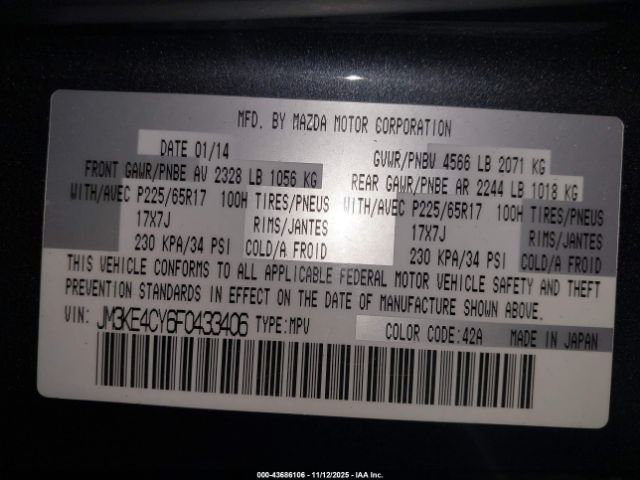 MFD. BY MAZDA MOTOR CORPORATION
DATE 01/14 GVWR/PNBV 4566 LB 2071 KG
FRONT GAWR/PNBE AV 2328 LB 1056 KG REAR GAWR/PNBE AR 2244 LB 1018 KG
WITH/AVEC P225/65R17 100H TIRES/PNEUS WITH/AVEC P225/65R17 100H TIRES/PNEUS
17X7J RIMS/JANTES 17X7J RIMS/JANTES
230 KPA/34 PSI COLD/A FROID 230 KPA/34 PSI COLD/A FROID
THIS VEHICLE CONFORMS TO ALL APPLICABLE FEDERAL MOTOR VEHICLE SAFETY AND THEFT
PREVENTION STANDARDS IN EFFECT ON THE DATE OF MANUFACTURE SHOWN ABOVE.
VIN: JM3KE4CY6F0433406 TYPE:MPV COLOR CODE:42A MADE IN JAPAN
000-43686106 - 11/12/2025 - IAAI.com